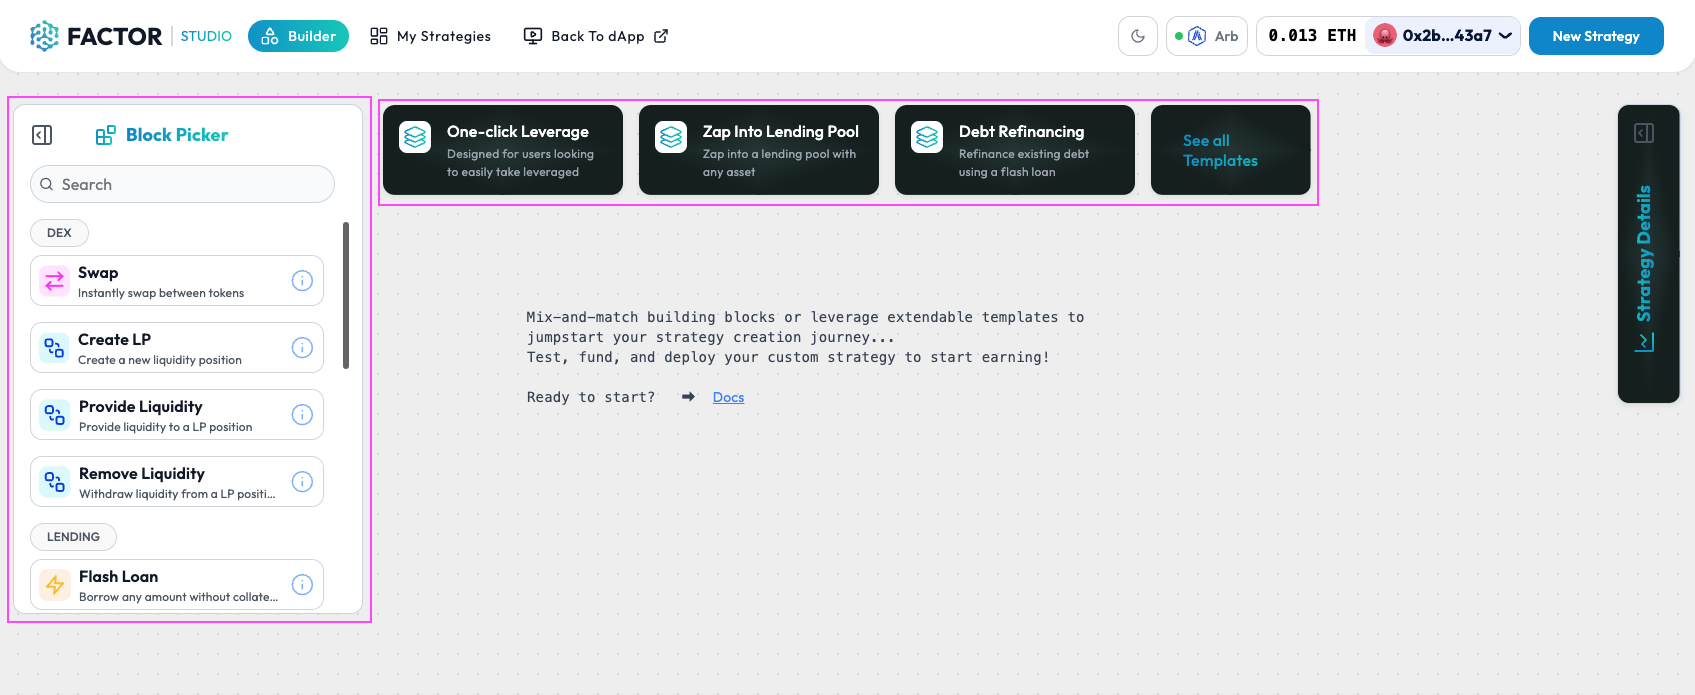 FACTOR STUDIO
Builder
My Strategies
Back To dApp
Arb
0.013 ETH
0x2b...43a7
New Strategy
Block Picker
Search
DEX
Swap
Instantly swap between tokens
Create LP
Create a new liquidity position
Provide Liquidity
Provide liquidity to a LP position
Remove Liquidity
Withdraw liquidity from a LP positi...
LENDING
Flash Loan
Borrow any amount without collate...
One-click Leverage
Designed for users looking
to easily take leveraged
Zap Into Lending Pool
Zap into a lending pool with
any asset
Debt Refinancing
Refinance existing debt
using a flash loan
See all
Templates
Mix-and-match building blocks or leverage extendable templates to
jumpstart your strategy creation journey...
Test, fund, and deploy your custom strategy to start earning!
Ready to start? ➡ Docs
Strategy Details